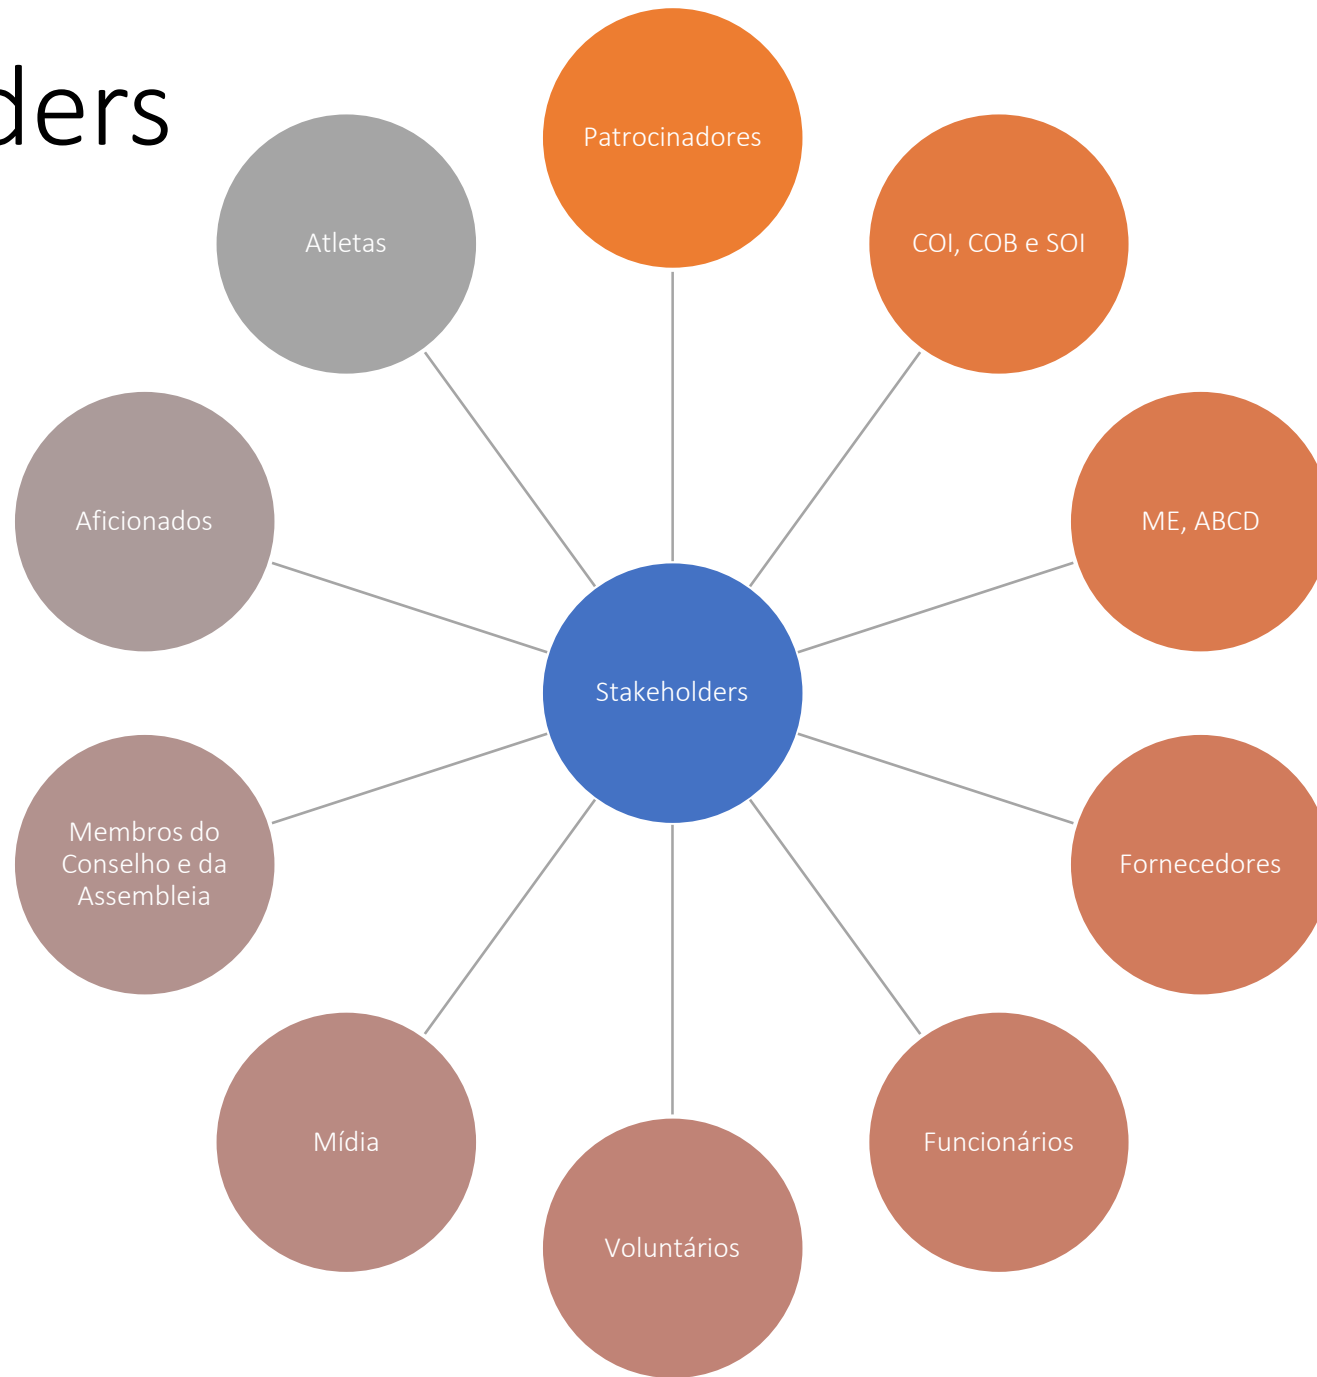 ders
Patrocinadores
COI, COB e SOI
ME, ABCD
Fornecedores
Funcionários
Voluntários
Mídia
Membros do
Conselho e da
Assembleia
Aficionados
Atletas
Stakeholders